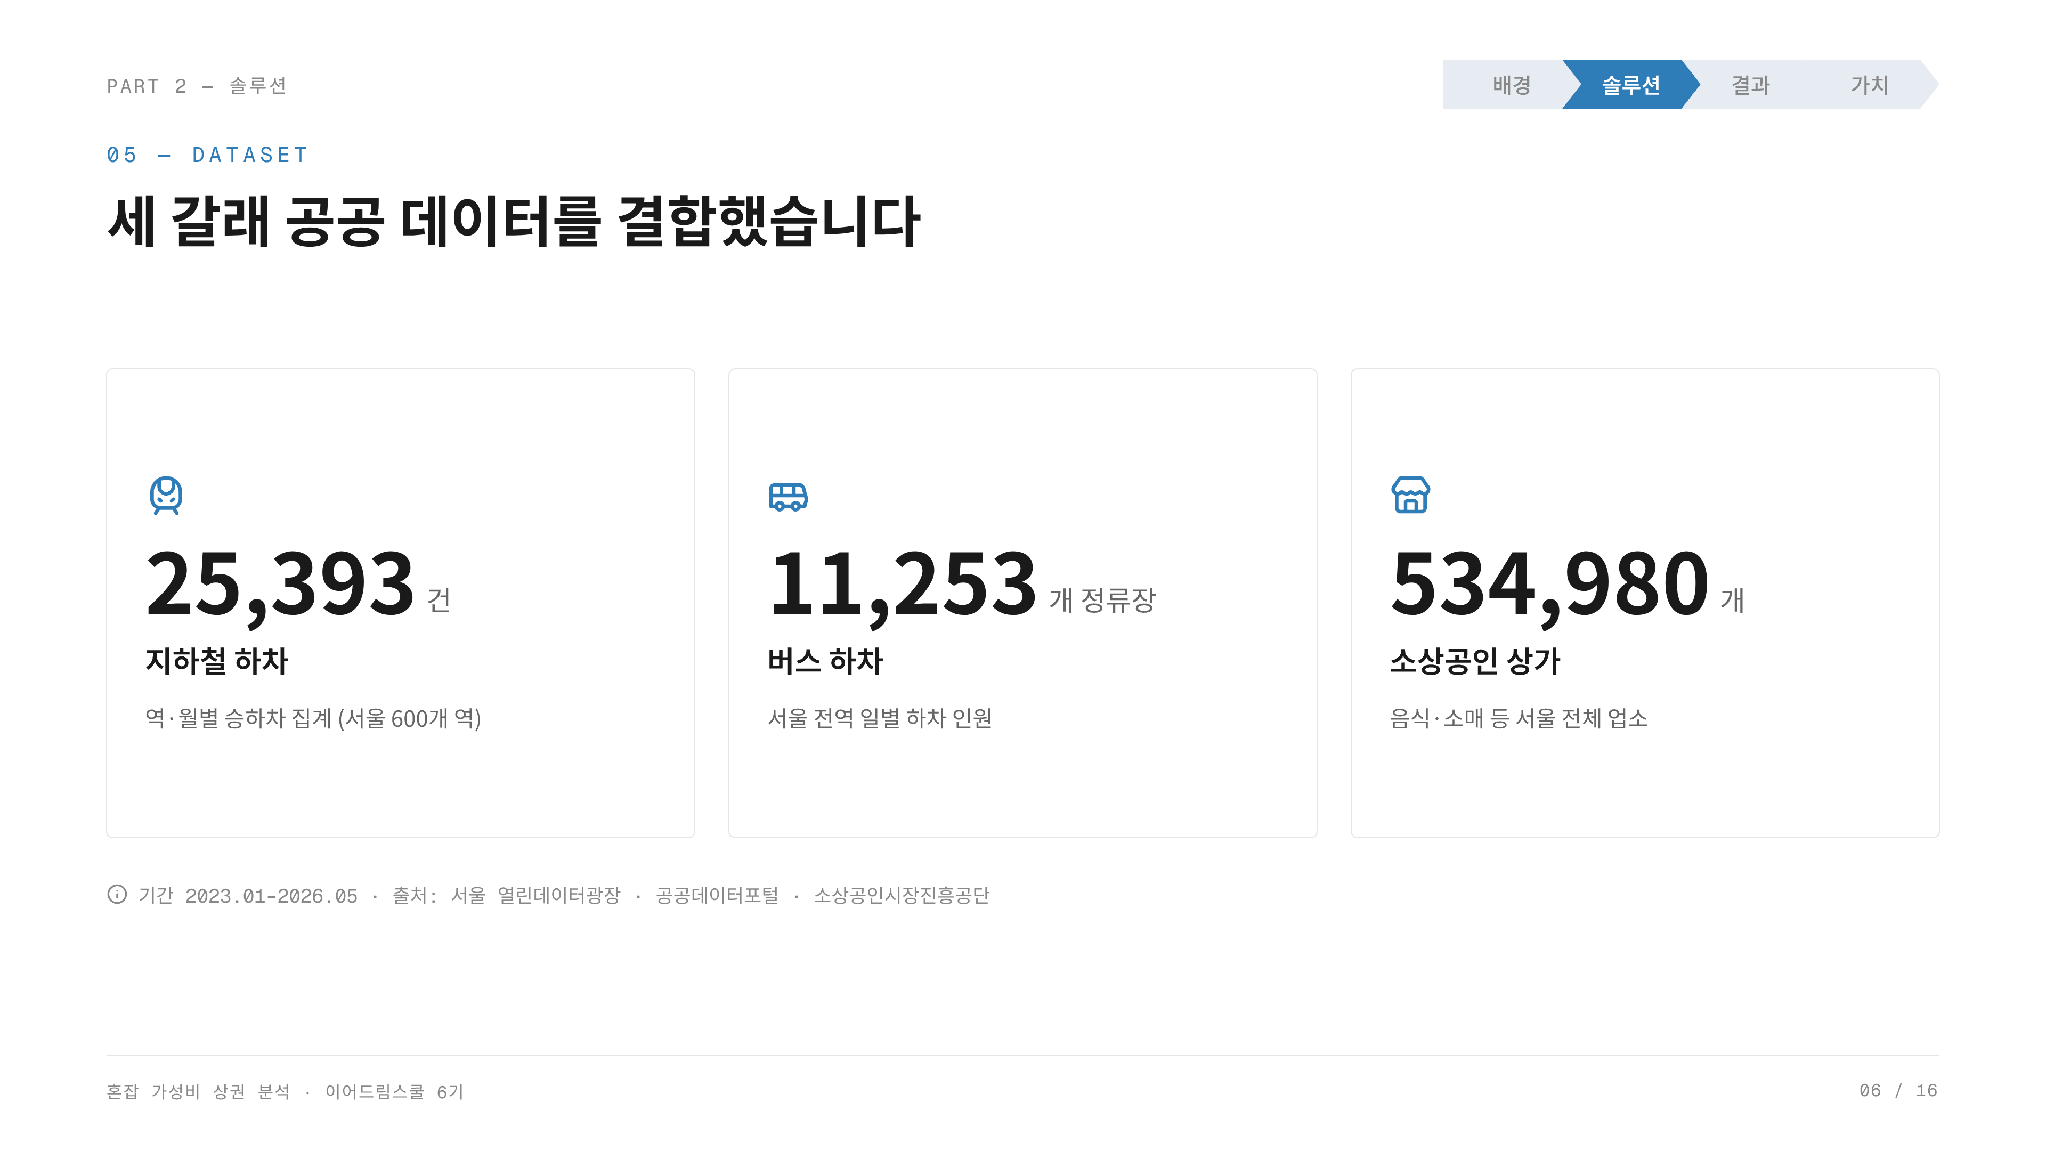 PART 2 — 솔루션
배경 솔루션 결과 가치
05 — DATASET
세 갈래 공공 데이터를 결합했습니다
25,393 건
지하철 하차
역·월별 승하차 집계 (서울 600개 역)
11,253 개 정류장
버스 하차
서울 전역 일별 하차 인원
534,980 개
소상공인 상가
음식·소매 등 서울 전체 업소
기간 2023.01–2026.05 · 출처: 서울 열린데이터광장 · 공공데이터포털 · 소상공인시장진흥공단
혼잡 가성비 상권 분석 · 이어드림스쿨 6기
06 / 16